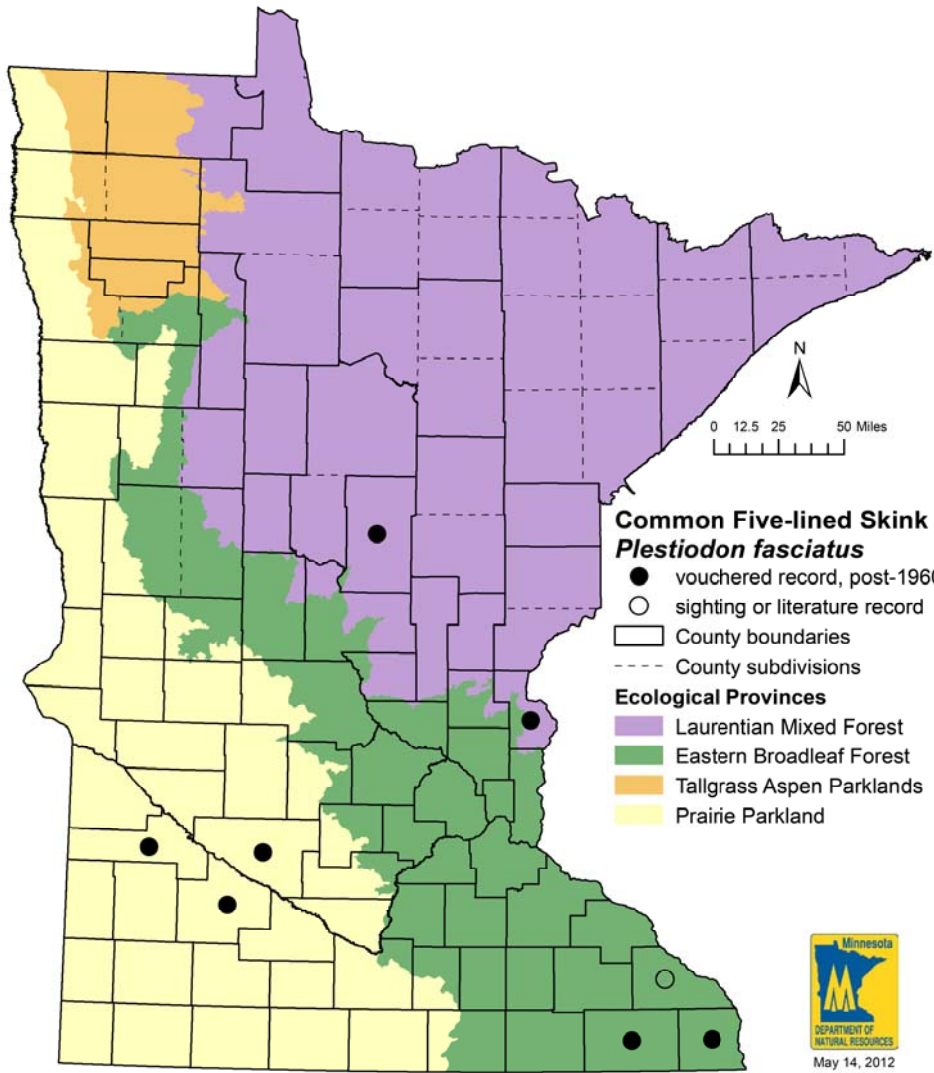 N
0 12.5 25 50 Miles
Common Five-lined Skink
Plestiodon fasciatus
vouchered record, post-1960
sighting or literature record
County boundaries
County subdivisions
Ecological Provinces
Laurentian Mixed Forest
Eastern Broadleaf Forest
Tallgrass Aspen Parklands
Prairie Parkland
Minnesota
DEPARTMENT OF
NATURAL RESOURCES
May 14, 2012